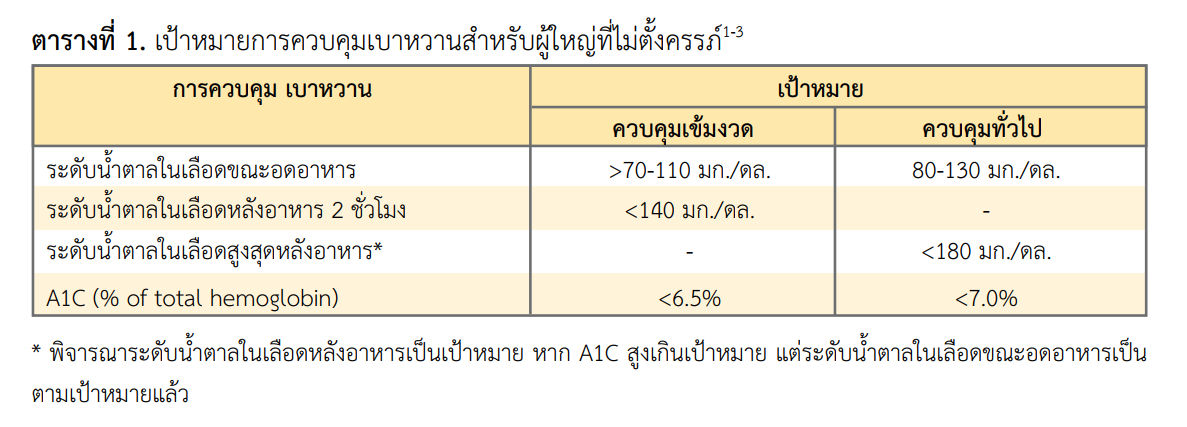 ตารางที่ 1. เป้าหมายการควบคุมเบาหวานสำหรับผู้ใหญ่ที่ไม่ตั้งครรภ์1-3
การควบคุม เบาหวาน เป้าหมาย
ควบคุมเข้มงวด ควบคุมทั่วไป
ระดับน้ำตาลในเลือดขณะอดอาหาร >70-110 มก./ดล. 80-130 มก./ดล.
ระดับน้ำตาลในเลือดหลังอาหาร 2 ชั่วโมง <140 มก./ดล. -
ระดับน้ำตาลในเลือดสูงสุดหลังอาหาร* - <180 มก./ดล.
A1C (% of total hemoglobin) <6.5% <7.0%
* พิจารณาระดับน้ำตาลในเลือดหลังอาหารเป็นเป้าหมาย หาก A1C สูงเกินเป้าหมาย แต่ระดับน้ำตาลในเลือดขณะอดอาหารเป็น
ตามเป้าหมายแล้ว